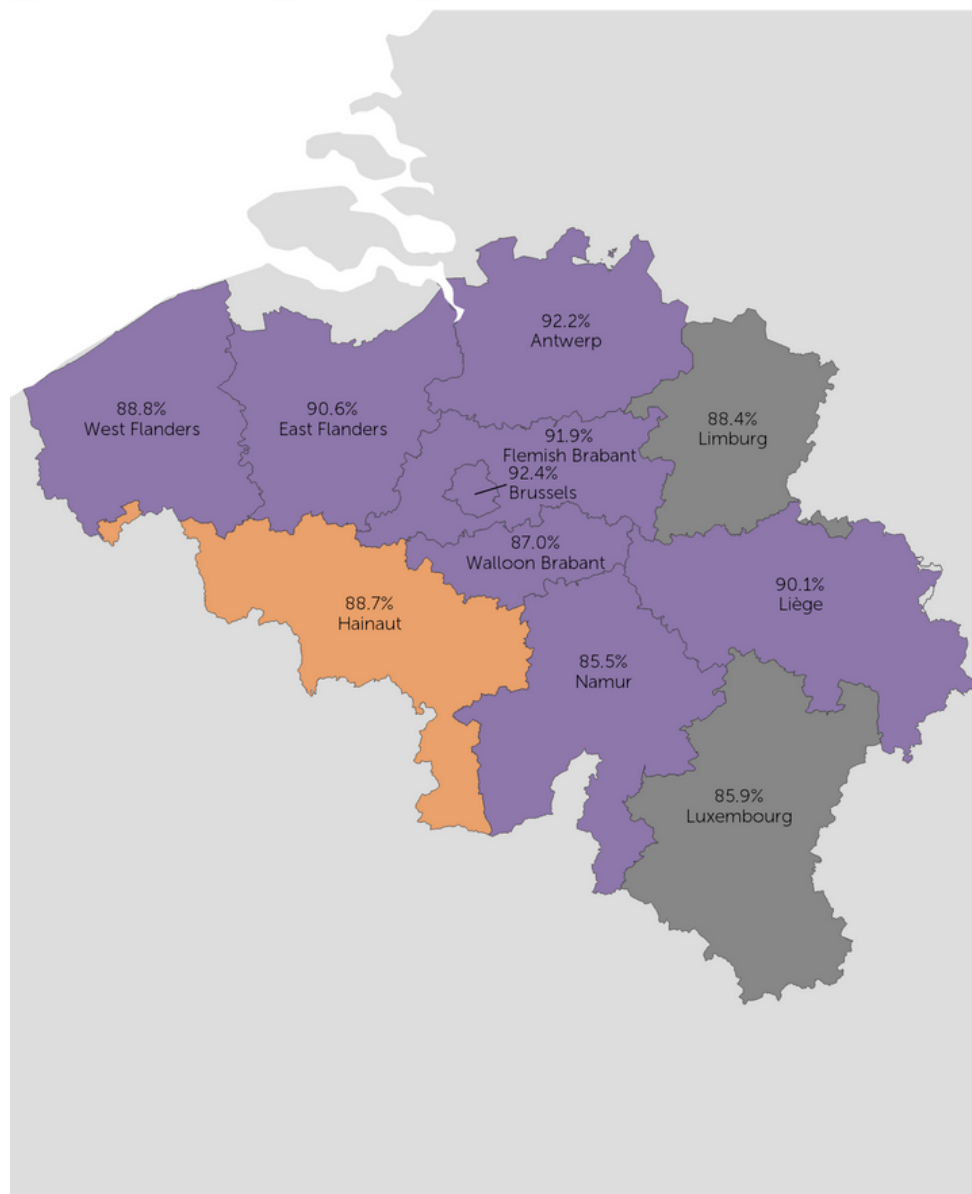 92.2%
Antwerp
88.8%
West Flanders
90.6%
East Flanders
88.4%
Limburg
91.9%
Flemish Brabant
92.4%
Brussels
87.0%
Walloon Brabant
90.1%
Liège
88.7%
Hainaut
85.5%
Namur
85.9%
Luxembourg